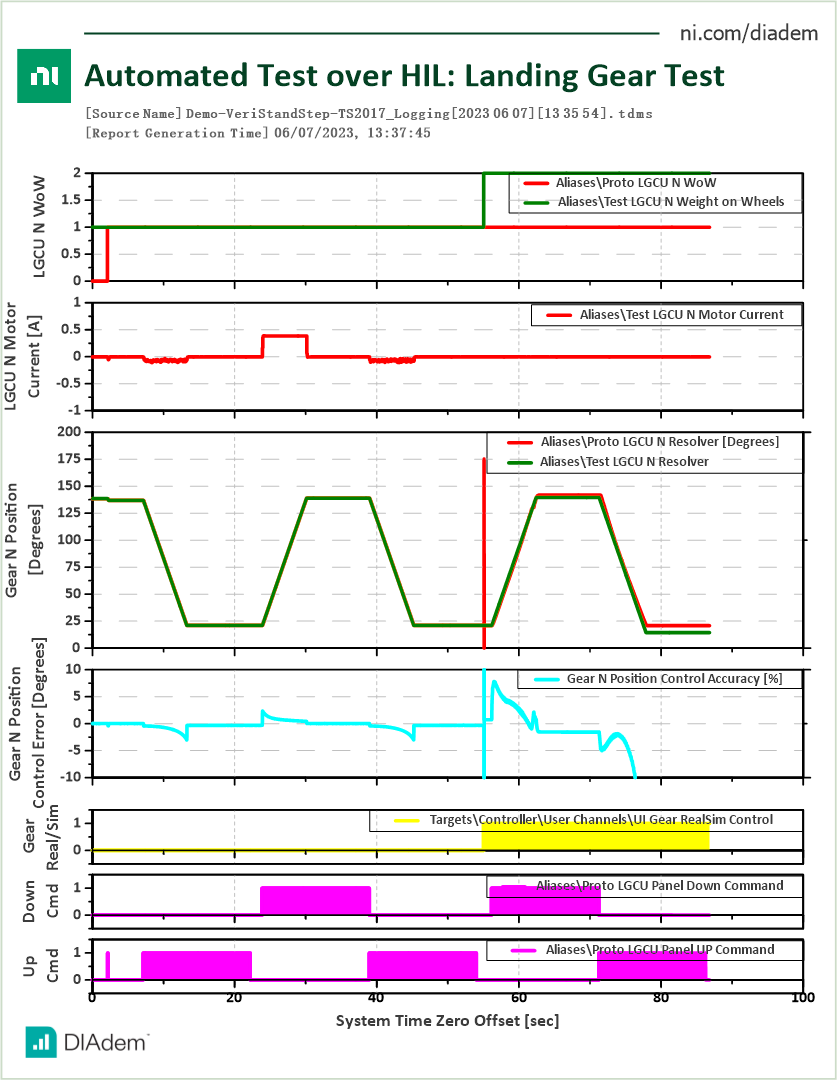 ni.com/diadem
ni
Automated Test over HIL: Landing Gear Test
[Source Name] Demo-VeriStandStep-TS2017_Logging[2023 06 07][13 35 54].tdms
[Report Generation Time] 06/07/2023, 13:37:45
LGCU N WoW
2
1.5
1
0.5
0
Aliases\Proto LGCU N WoW
Aliases\Test LGCU N Weight on Wheels
LGCU N Motor
Current [A]
1
0.5
0
-0.5
-1
Aliases\Test LGCU N Motor Current
Gear N Position
[Degrees]
200
175
150
125
100
75
50
25
0
Aliases\Proto LGCU N Resolver [Degrees]
Aliases\Test LGCU N Resolver
Gear N Position
Control Error [Degrees]
10
5
0
-5
-10
Gear N Position Control Accuracy [%]
Gear
Real/Sim
1
0
Targets\Controller\User Channels\UI Gear RealSim Control
Down
Cmd
1
0
Aliases\Proto LGCU Panel Down Command
Up
Cmd
1
0
Aliases\Proto LGCU Panel UP Command
0 20 40 60 80 100
System Time Zero Offset [sec]
DIAdem™